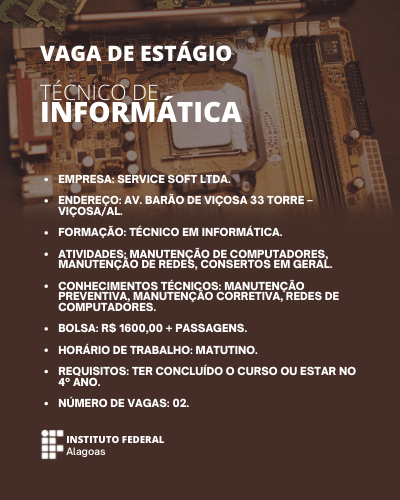 VAGA DE ESTÁGIO
TÉCNICO DE
INFORMÁTICA
• EMPRESA: SERVICE SOFT LTDA.
• ENDEREÇO: AV. BARÃO DE VIÇOSA 33 TORRE –
VIÇOSA/AL.
• FORMAÇÃO: TÉCNICO EM INFORMÁTICA.
• ATIVIDADES: MANUTENÇÃO DE COMPUTADORES,
MANUTENÇÃO DE REDES, CONSERTOS EM GERAL.
• CONHECIMENTOS TÉCNICOS: MANUTENÇÃO
PREVENTIVA, MANUTENÇÃO CORRETIVA, REDES DE
COMPUTADORES.
• BOLSA: R$ 1600,00 + PASSAGENS.
• HORÁRIO DE TRABALHO: MATUTINO.
• REQUISITOS: TER CONCLUÍDO O CURSO OU ESTAR NO
4º ANO.
• NÚMERO DE VAGAS: 02.
INSTITUTO FEDERAL
Alagoas